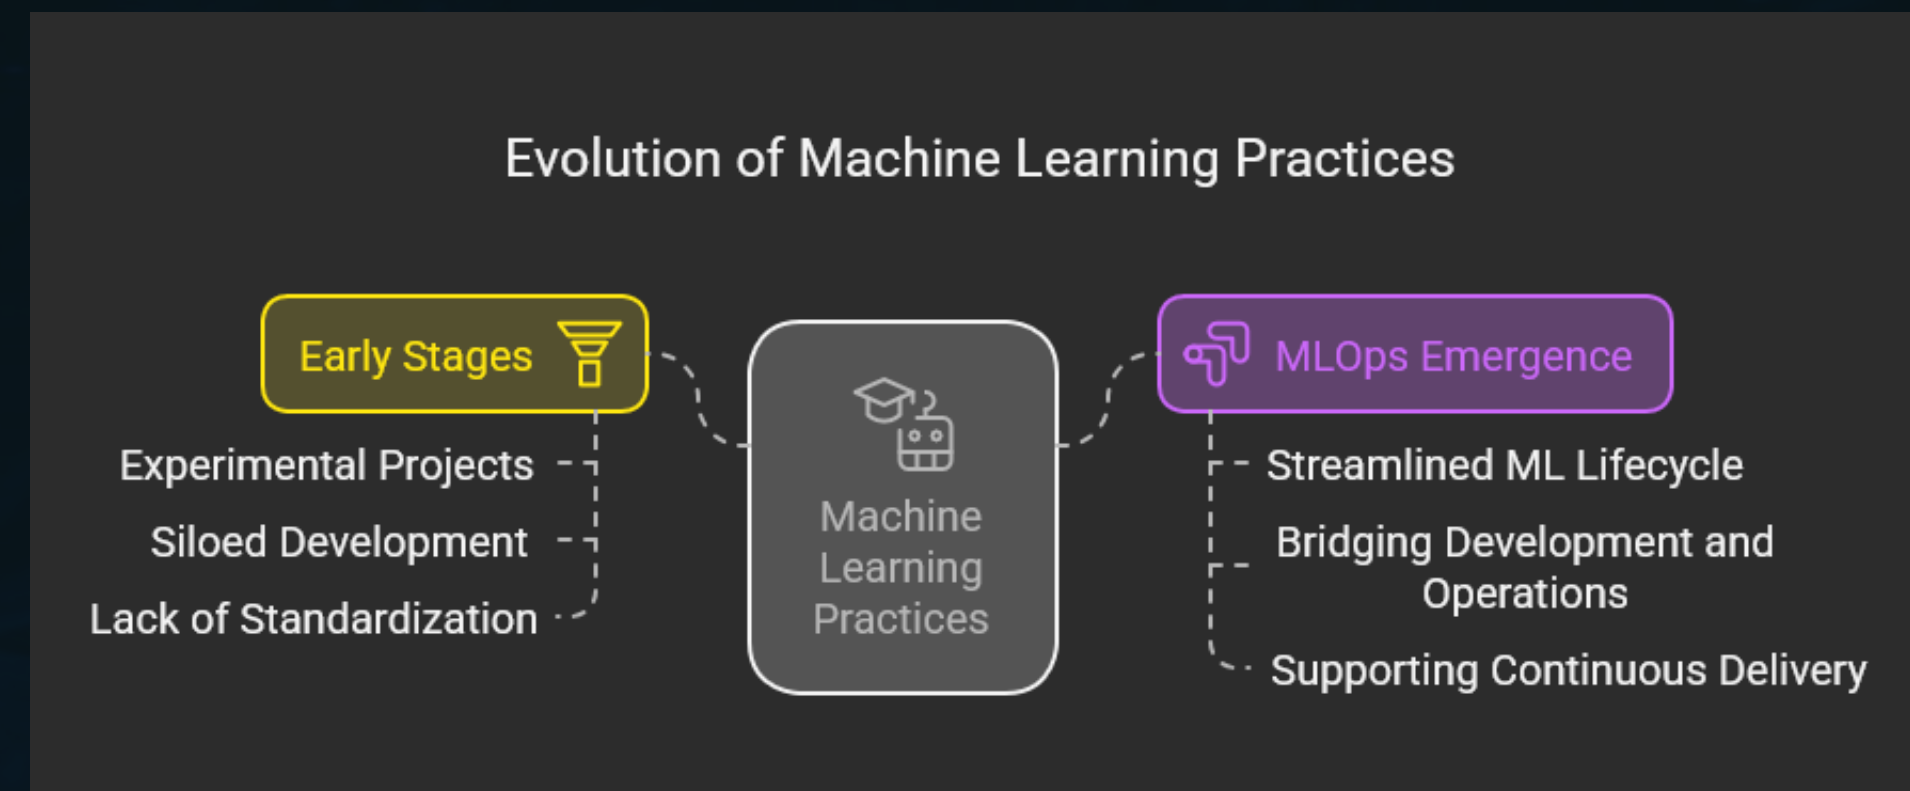 Evolution of Machine Learning Practices
Early Stages
Experimental Projects
Siloed Development
Lack of Standardization
Machine
Learning
Practices
MLOps Emergence
Streamlined ML Lifecycle
Bridging Development and
Operations
Supporting Continuous Delivery